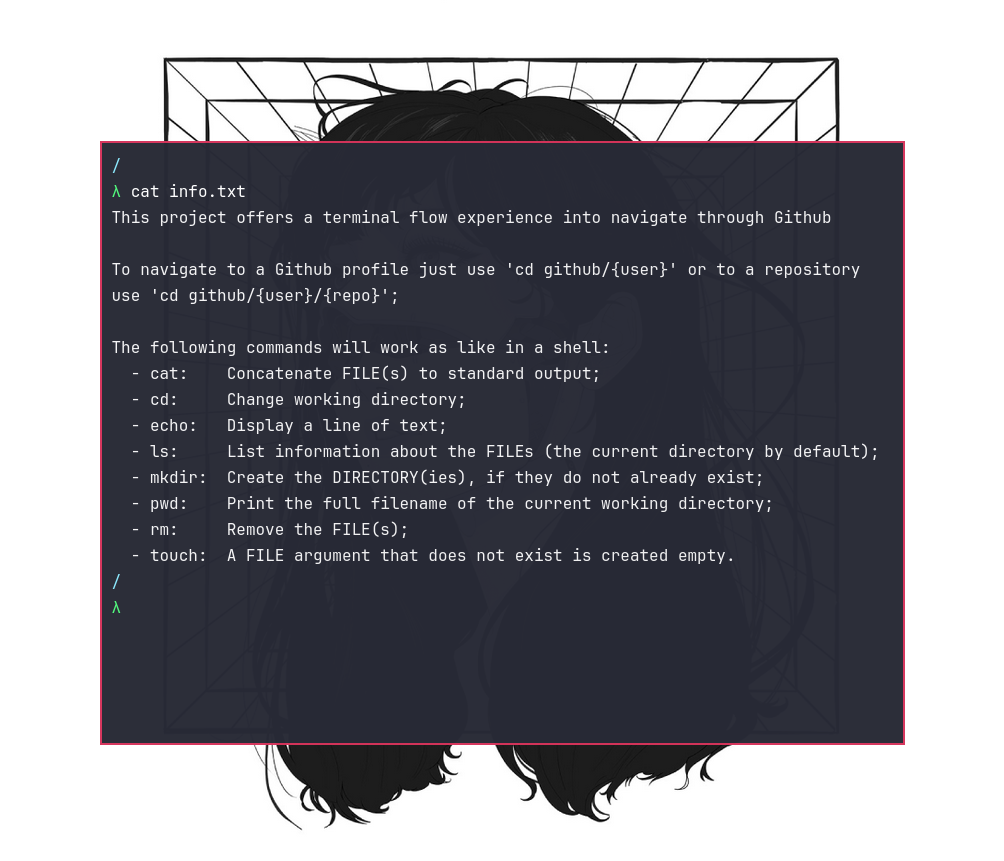 /
λ cat info.txt
This project offers a terminal flow experience into navigate through Github
To navigate to a Github profile just use 'cd github/{user}' or to a repository
use 'cd github/{user}/{repo}';
The following commands will work as like in a shell:
  - cat:    Concatenate FILE(s) to standard output;
  - cd:     Change working directory;
  - echo:   Display a line of text;
  - ls:     List information about the FILEs (the current directory by default);
  - mkdir:  Create the DIRECTORY(ies), if they do not already exist;
  - pwd:    Print the full filename of the current working directory;
  - rm:     Remove the FILE(s);
  - touch:  A FILE argument that does not exist is created empty.
/
λ